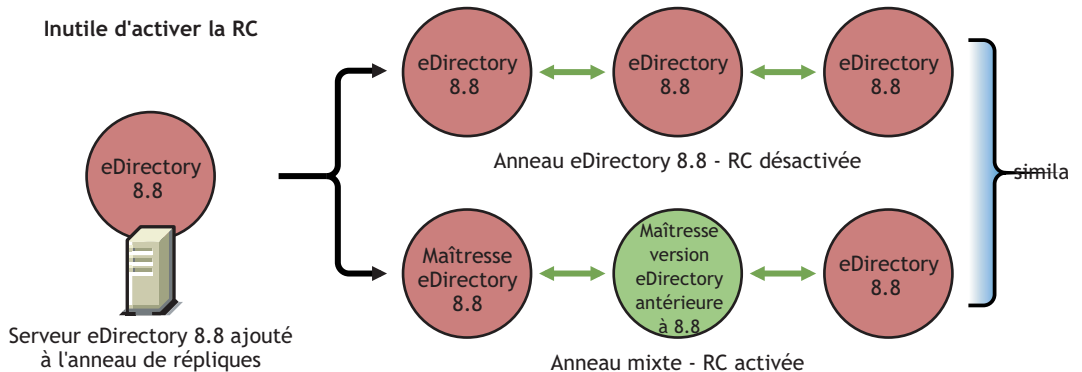 Inutile d'activer la RC
eDirectory
8.8
eDirectory
8.8
eDirectory
8.8
eDirectory
8.8
Anneau eDirectory 8.8 - RC désactivée
simila
Maîtresse
eDirectory
8.8
Maîtresse
version
eDirectory
antérieure
à 8.8
eDirectory
8.8
Serveur eDirectory 8.8 ajouté
à l'anneau de répliques
Anneau mixte - RC activée